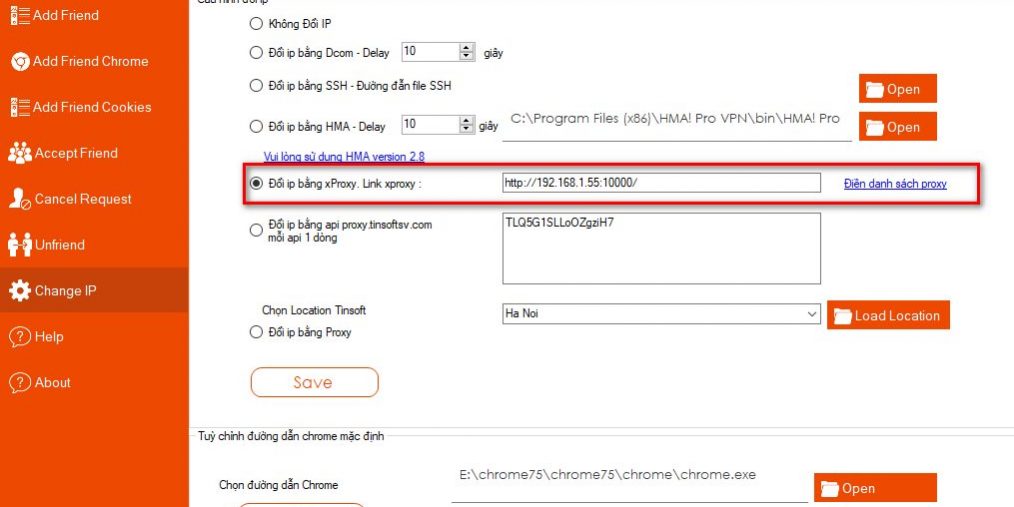 Cấu hình đổi ip
Add Friend
Không Đổi IP
Đổi ip bằng Dcom - Delay 10 giây
Add Friend Chrome
Đổi ip bằng SSH - Đường dẫn file SSH Open
Add Friend Cookies
Đổi ip bằng HMA - Delay 10 giây C:\Program Files (x86)\HMA! Pro VPN\bin\HMA! Pro Open
Accept Friend
Vui lòng sử dụng HMA version 2.8
Đổi ip bằng xProxy. Link xproxy : http://192.168.1.55:10000/ Điền danh sách proxy
Cancel Request
Đổi ip bằng api proxy.tinsoftsv.com TLQ5G1SLLoOZgziH7
mỗi api 1 dòng
Unfriend
Change IP
Chọn Location Tinsoft Ha Noi Load Location
Đổi ip bằng Proxy
Help
Save
About
Tuỳ chỉnh đường dẫn chrome mặc định
Chọn đường dẫn Chrome E:\chrome75\chrome75\chrome\chrome.exe Open